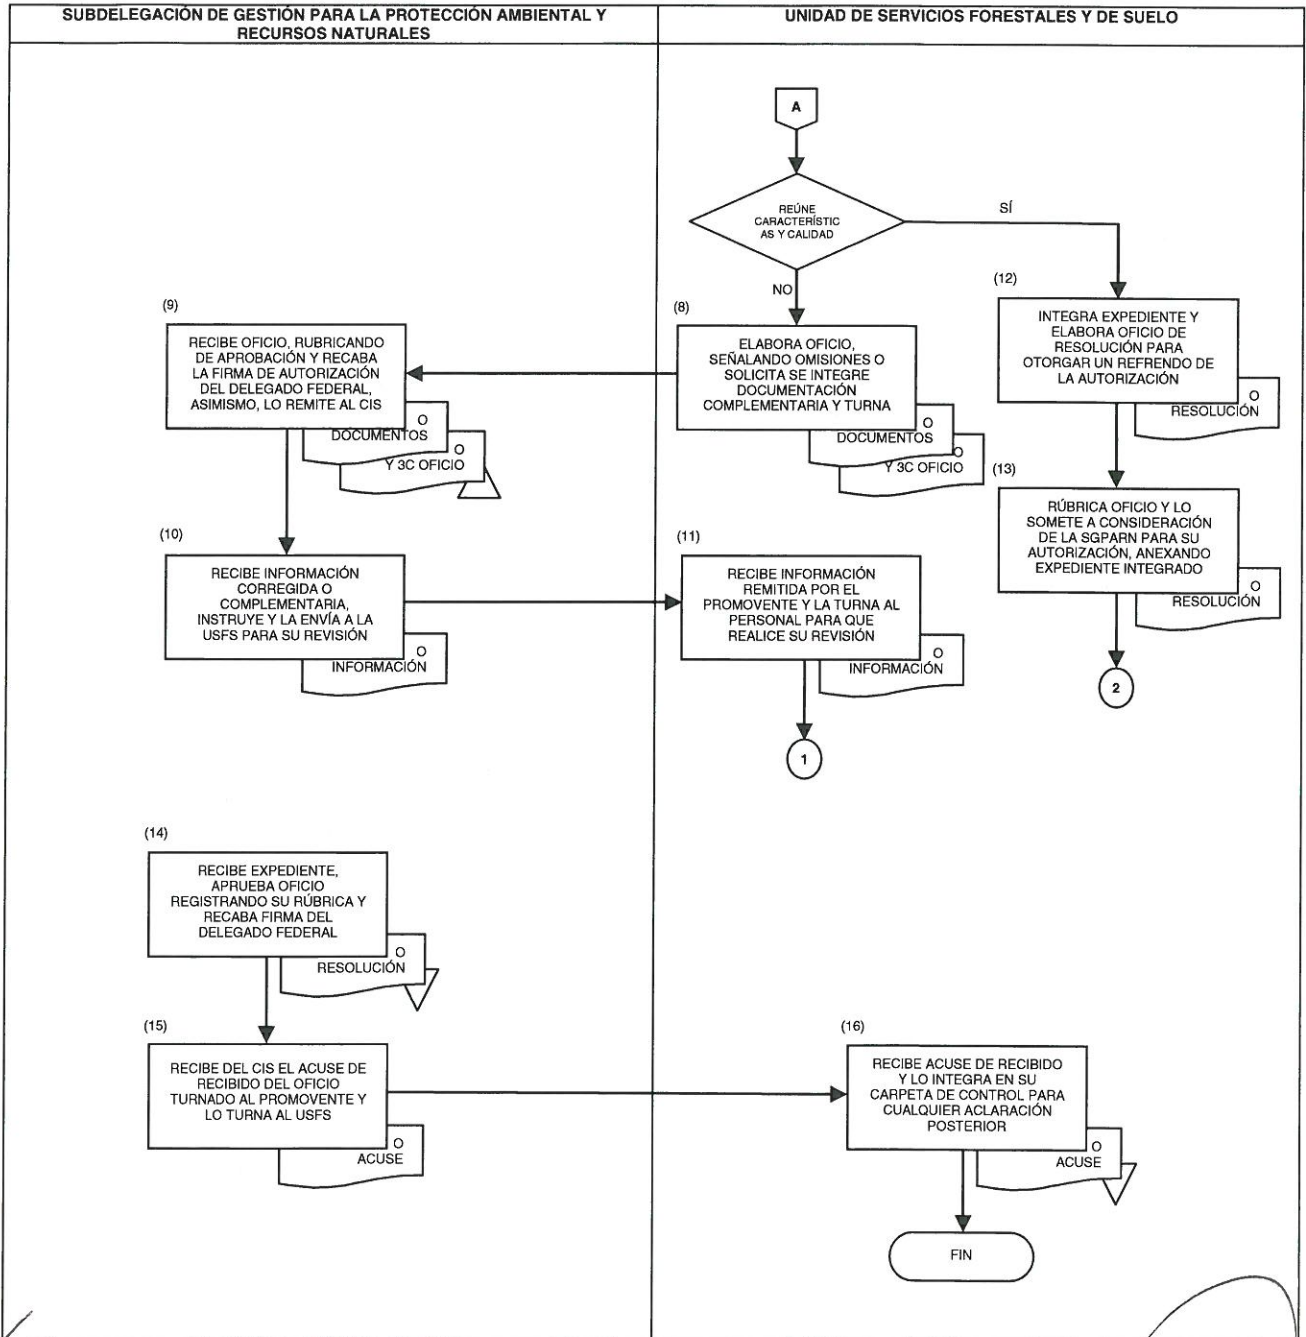 SUBDELEGACIÓN DE GESTIÓN PARA LA PROTECCIÓN AMBIENTAL Y
RECURSOS NATURALES
UNIDAD DE SERVICIOS FORESTALES Y DE SUELO
A
REÚNE
CARACTERÍSTIC
AS Y CALIDAD
SÍ
NO
(8)
ELABORA OFICIO,
SEÑALANDO OMISIONES O
SOLICITA SE INTEGRE
DOCUMENTACIÓN
COMPLEMENTARIA Y TURNA
O
DOCUMENTOS
O
Y 3C OFICIO
(9)
RECIBE OFICIO, RUBRICANDO
DE APROBACIÓN Y RECABA
LA FIRMA DE AUTORIZACIÓN
DEL DELEGADO FEDERAL,
ASIMISMO, LO REMITE AL CIS
O
DOCUMENTOS
O
Y 3C OFICIO
(10)
RECIBE INFORMACIÓN
CORREGIDA O
COMPLEMENTARIA,
INSTRUYE Y LA ENVÍA A LA
USFS PARA SU REVISIÓN
O
INFORMACIÓN
(11)
RECIBE INFORMACIÓN
REMITIDA POR EL
PROMOVENTE Y LA TURNA AL
PERSONAL PARA QUE
REALICE SU REVISIÓN
O
INFORMACIÓN
1
(12)
INTEGRA EXPEDIENTE Y
ELABORA OFICIO DE
RESOLUCIÓN PARA
OTORGAR UN REFRENDO DE
LA AUTORIZACIÓN
O
RESOLUCIÓN
(13)
RÚBRICA OFICIO Y LO
SOMETE A CONSIDERACIÓN
DE LA SGPARN PARA SU
AUTORIZACIÓN, ANEXANDO
EXPEDIENTE INTEGRADO
O
RESOLUCIÓN
2
(14)
RECIBE EXPEDIENTE,
APRUEBA OFICIO
REGISTRANDO SU RÚBRICA Y
RECABA FIRMA DEL
DELEGADO FEDERAL
O
RESOLUCIÓN
(15)
RECIBE DEL CIS EL ACUSE DE
RECIBIDO DEL OFICIO
TURNADO AL PROMOVENTE Y
LO TURNA AL USFS
O
ACUSE
(16)
RECIBE ACUSE DE RECIBIDO
Y LO INTEGRA EN SU
CARPETA DE CONTROL PARA
CUALQUIER ACLARACIÓN
POSTERIOR
O
ACUSE
FIN